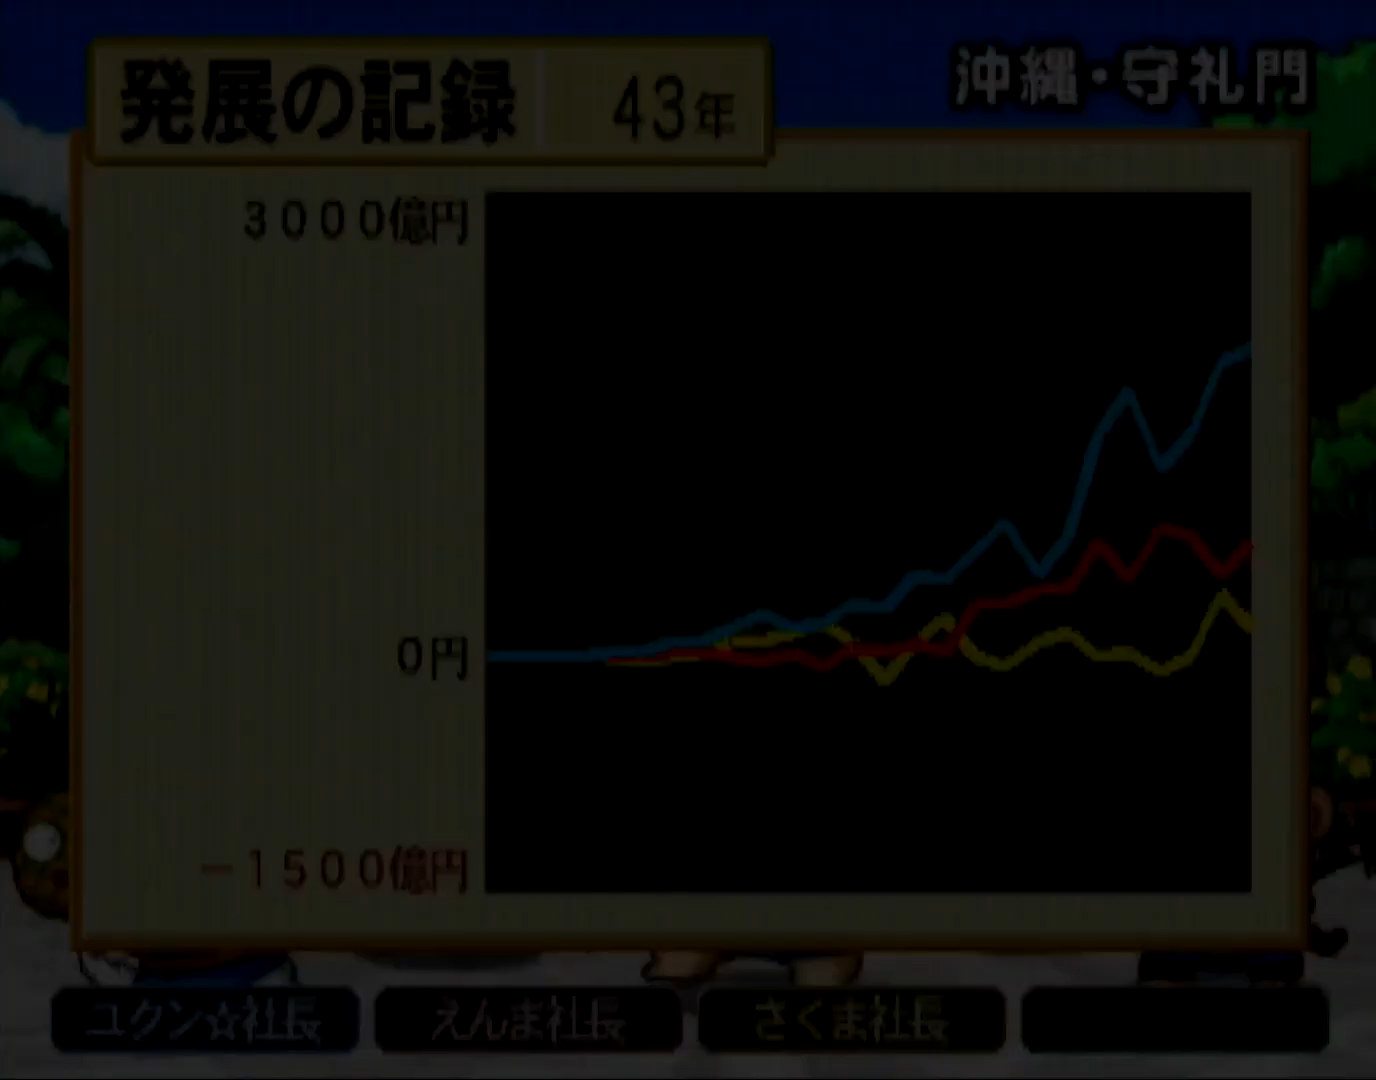 発展の記録 43年
沖縄・守礼門
3000億円
0円
-1500億円
ユクン☆社長
えんま社長
さくま社長